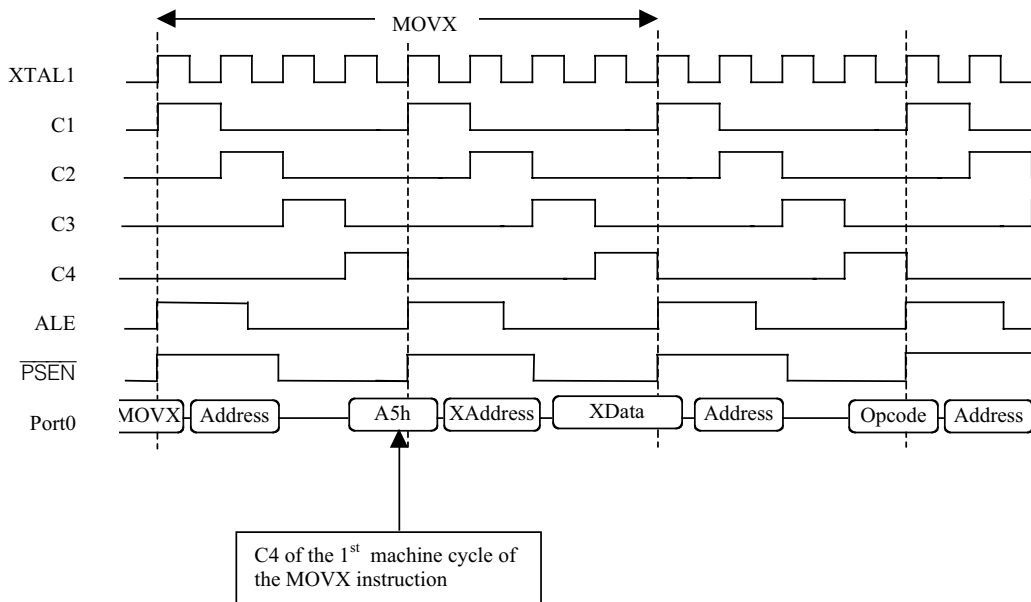 MOVX
XTAL1
C1
C2
C3
C4
ALE
PSEN
Port0
MOVX Address A5h XAddress XData Address Opcode Address
C4 of the 1st machine cycle of
the MOVX instruction